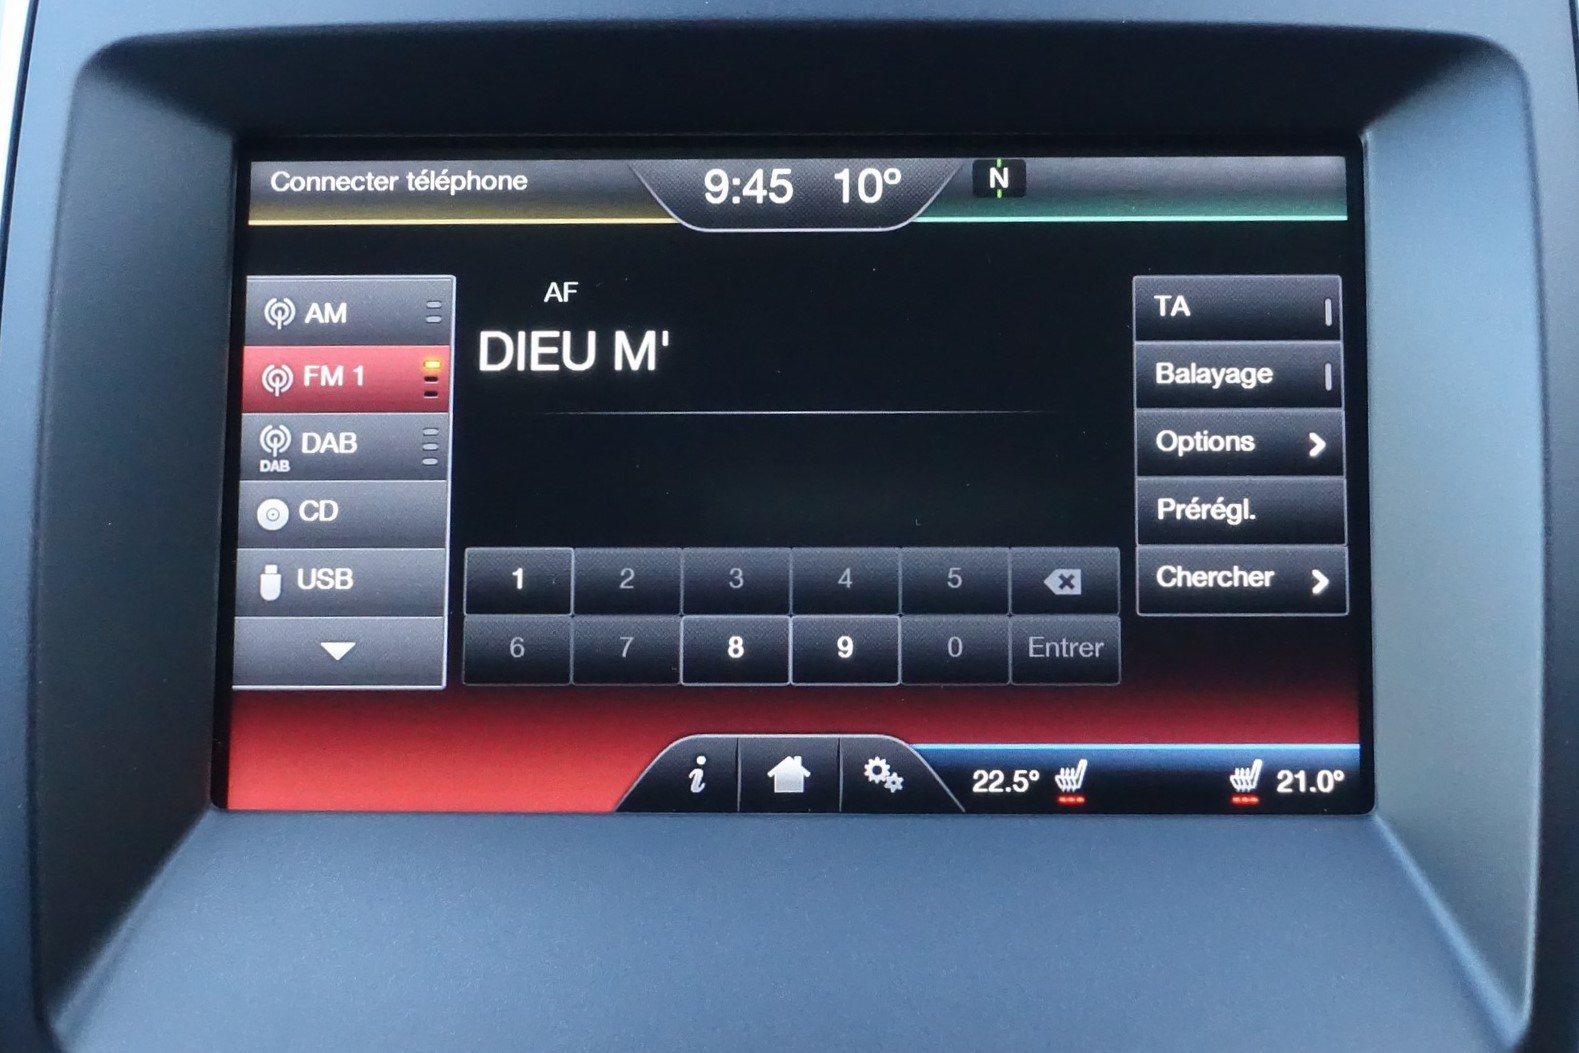 Connecter téléphone
9:45 10°
N
AM
FM 1
DAB
DAB
CD
USB
AF
DIEU M'
1 2 3 4 5
6 7 8 9 0 Entrer
TA
Balayage
Options
Prérégl.
Chercher
i
22.5° 21.0°